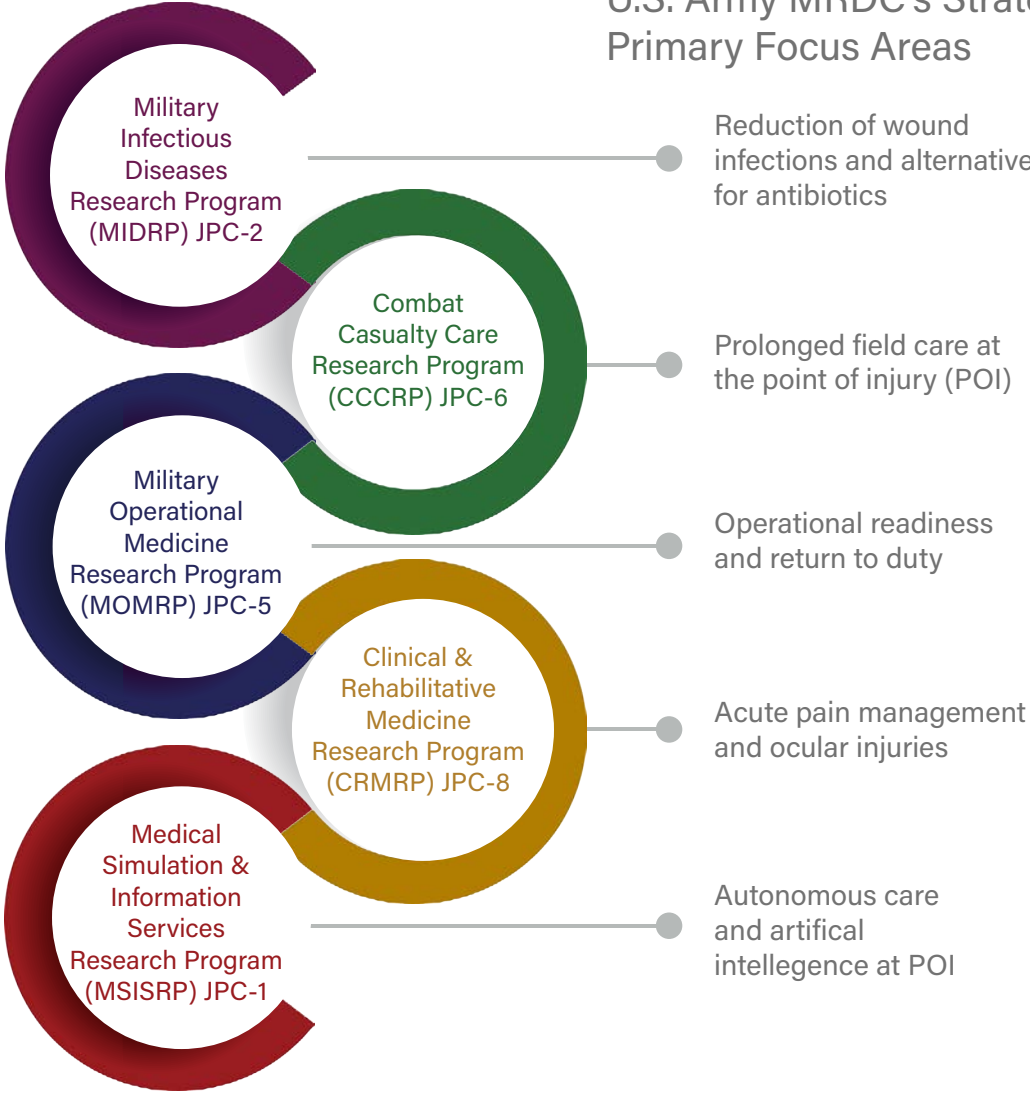 U.S. Army MRDC's Strate
Primary Focus Areas
Military
Infectious
Diseases
Research Program
(MIDRP) JPC-2
Reduction of wound
infections and alternative
for antibiotics
Combat
Casualty Care
Research Program
(CCCRP) JPC-6
Prolonged field care at
the point of injury (POI)
Military
Operational
Medicine
Research Program
(MOMRP) JPC-5
Operational readiness
and return to duty
Clinical &
Rehabilitative
Medicine
Research Program
(CRMRP) JPC-8
Acute pain management
and ocular injuries
Medical
Simulation &
Information
Services
Research Program
(MSISRP) JPC-1
Autonomous care
and artifical
intellegence at POI